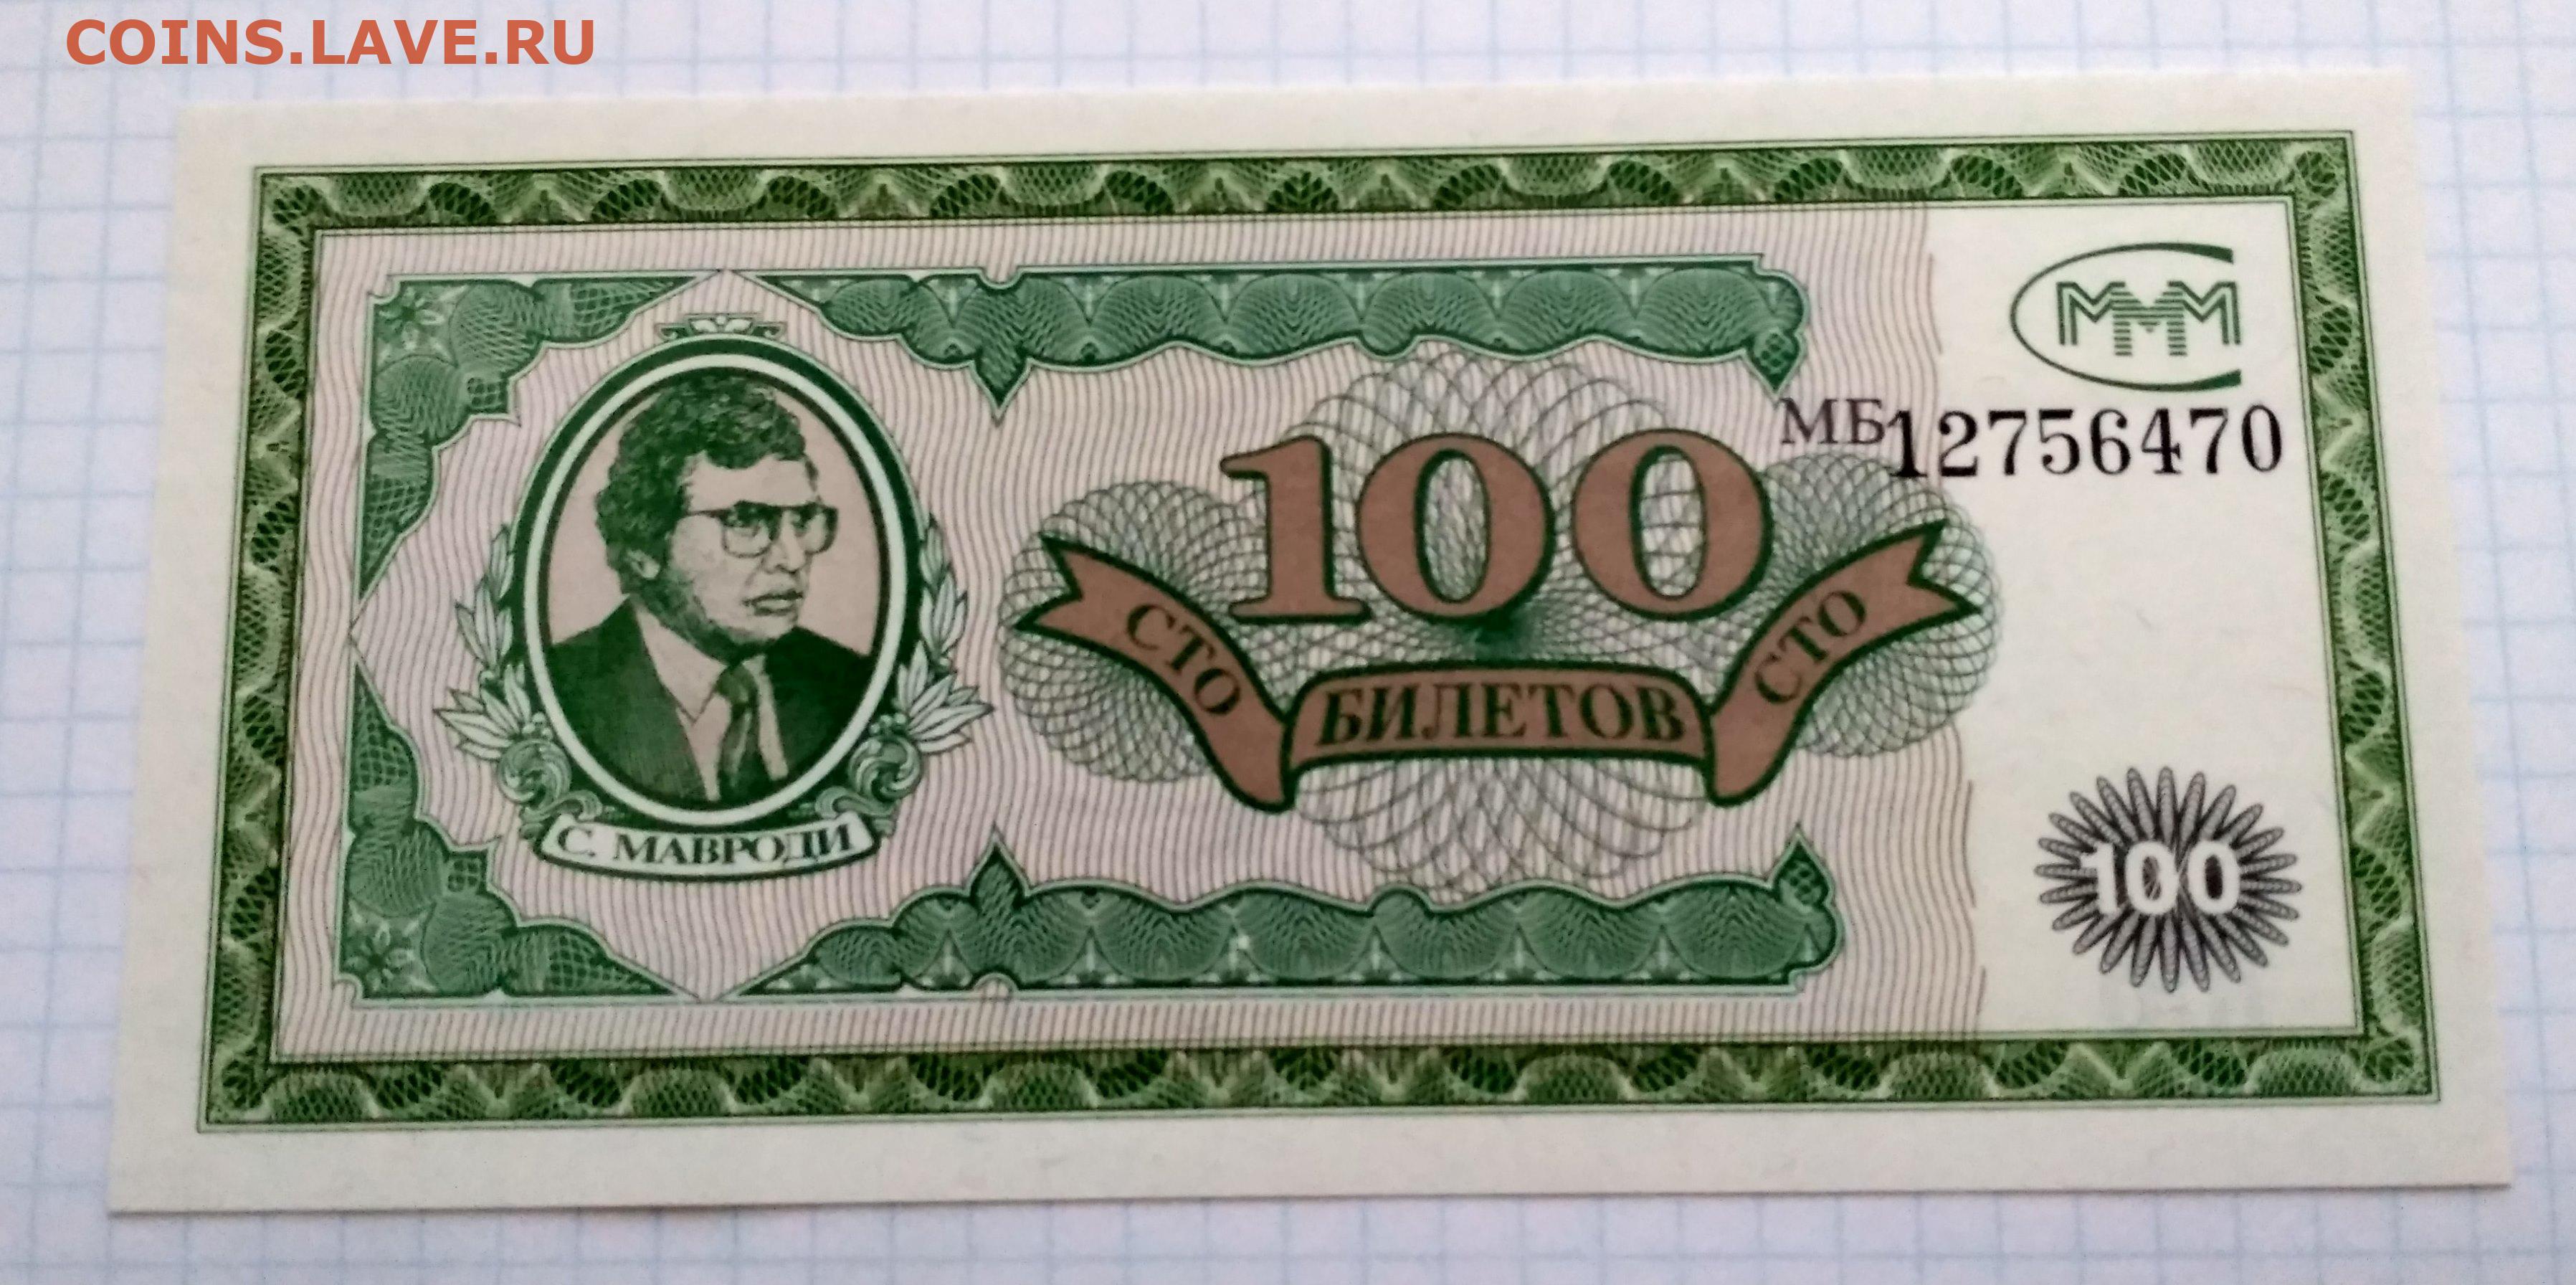 COINS.LAVE.RU
МММ
МБ12756470
100
СТО БИЛЕТОВ СТО
С. МАВРОДИ
100